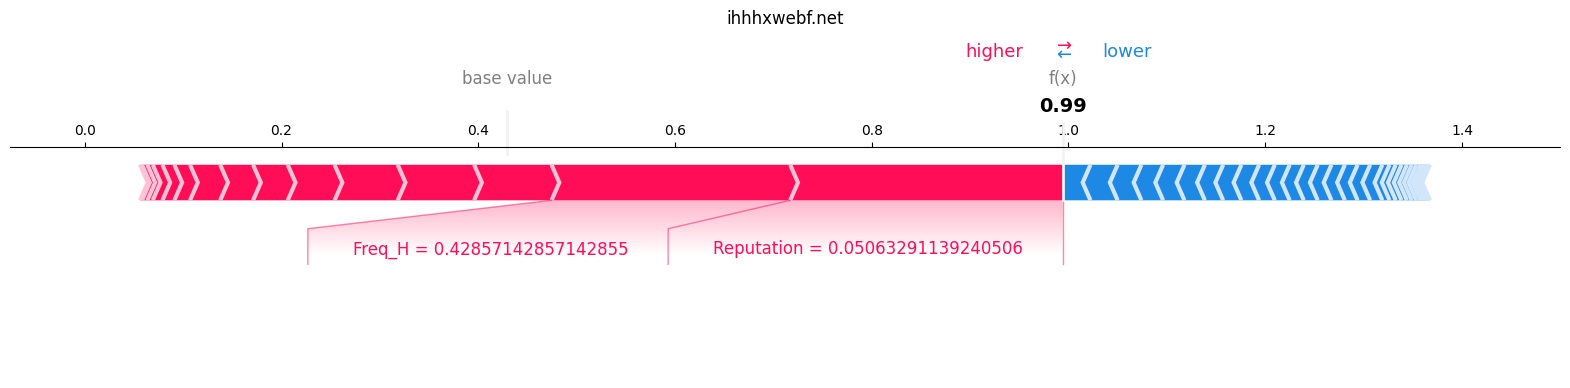 ihhhxwebf.net
higher → ← lower
base value f(x)
0.99
0.0 0.2 0.4 0.6 0.8 1.0 1.2 1.4
Freq_H = 0.42857142857142855 Reputation = 0.05063291139240506